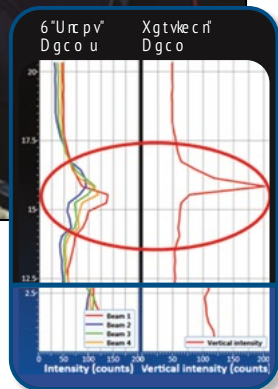 6"Urcpv" Xgtvkecn"
Dgcou Dgco
20
17.5
15
12.5
2.5
Beam 1
Beam 2
Beam 3
Beam 4
Vertical intensity
0 50 100 150 200 0 50 100 150 200
Intensity (counts) Vertical intensity (counts)